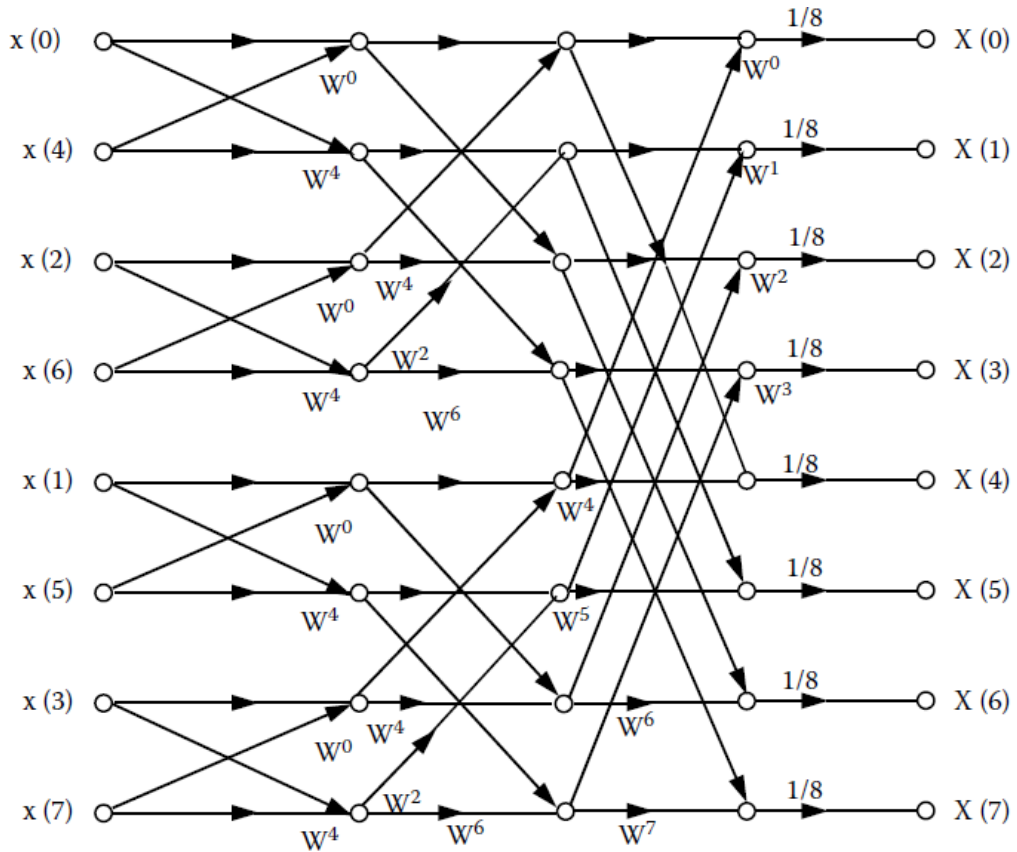 1/8
x (0) X (0)
W⁰ W⁰
1/8
x (4) X (1)
W⁴ W¹
1/8
x (2) X (2)
W⁰ W⁴ W²
1/8
x (6) W² X (3)
W⁴ W⁶ W³
1/8
x (1) X (4)
W⁰ W⁴
1/8
x (5) X (5)
W⁴ W⁵
1/8
x (3) X (6)
W⁰ W⁴ W⁶
1/8
x (7) W² X (7)
W⁴ W⁶ W⁷